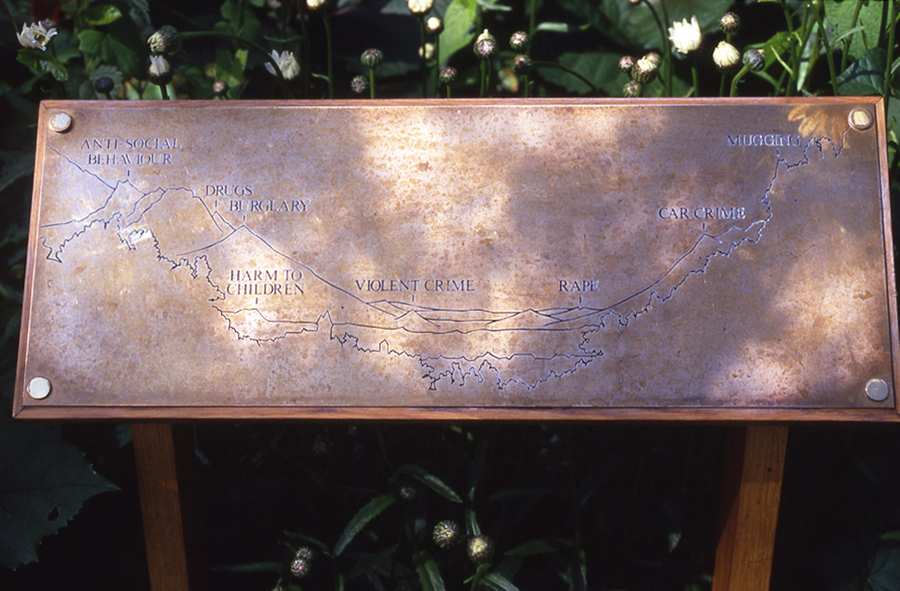 ANTI-SOCIAL
BEHAVIOUR
DRUGS
BURGLARY
HARM TO
CHILDREN
VIOLENT CRIME
RAPE
CAR CRIME
MUGGING